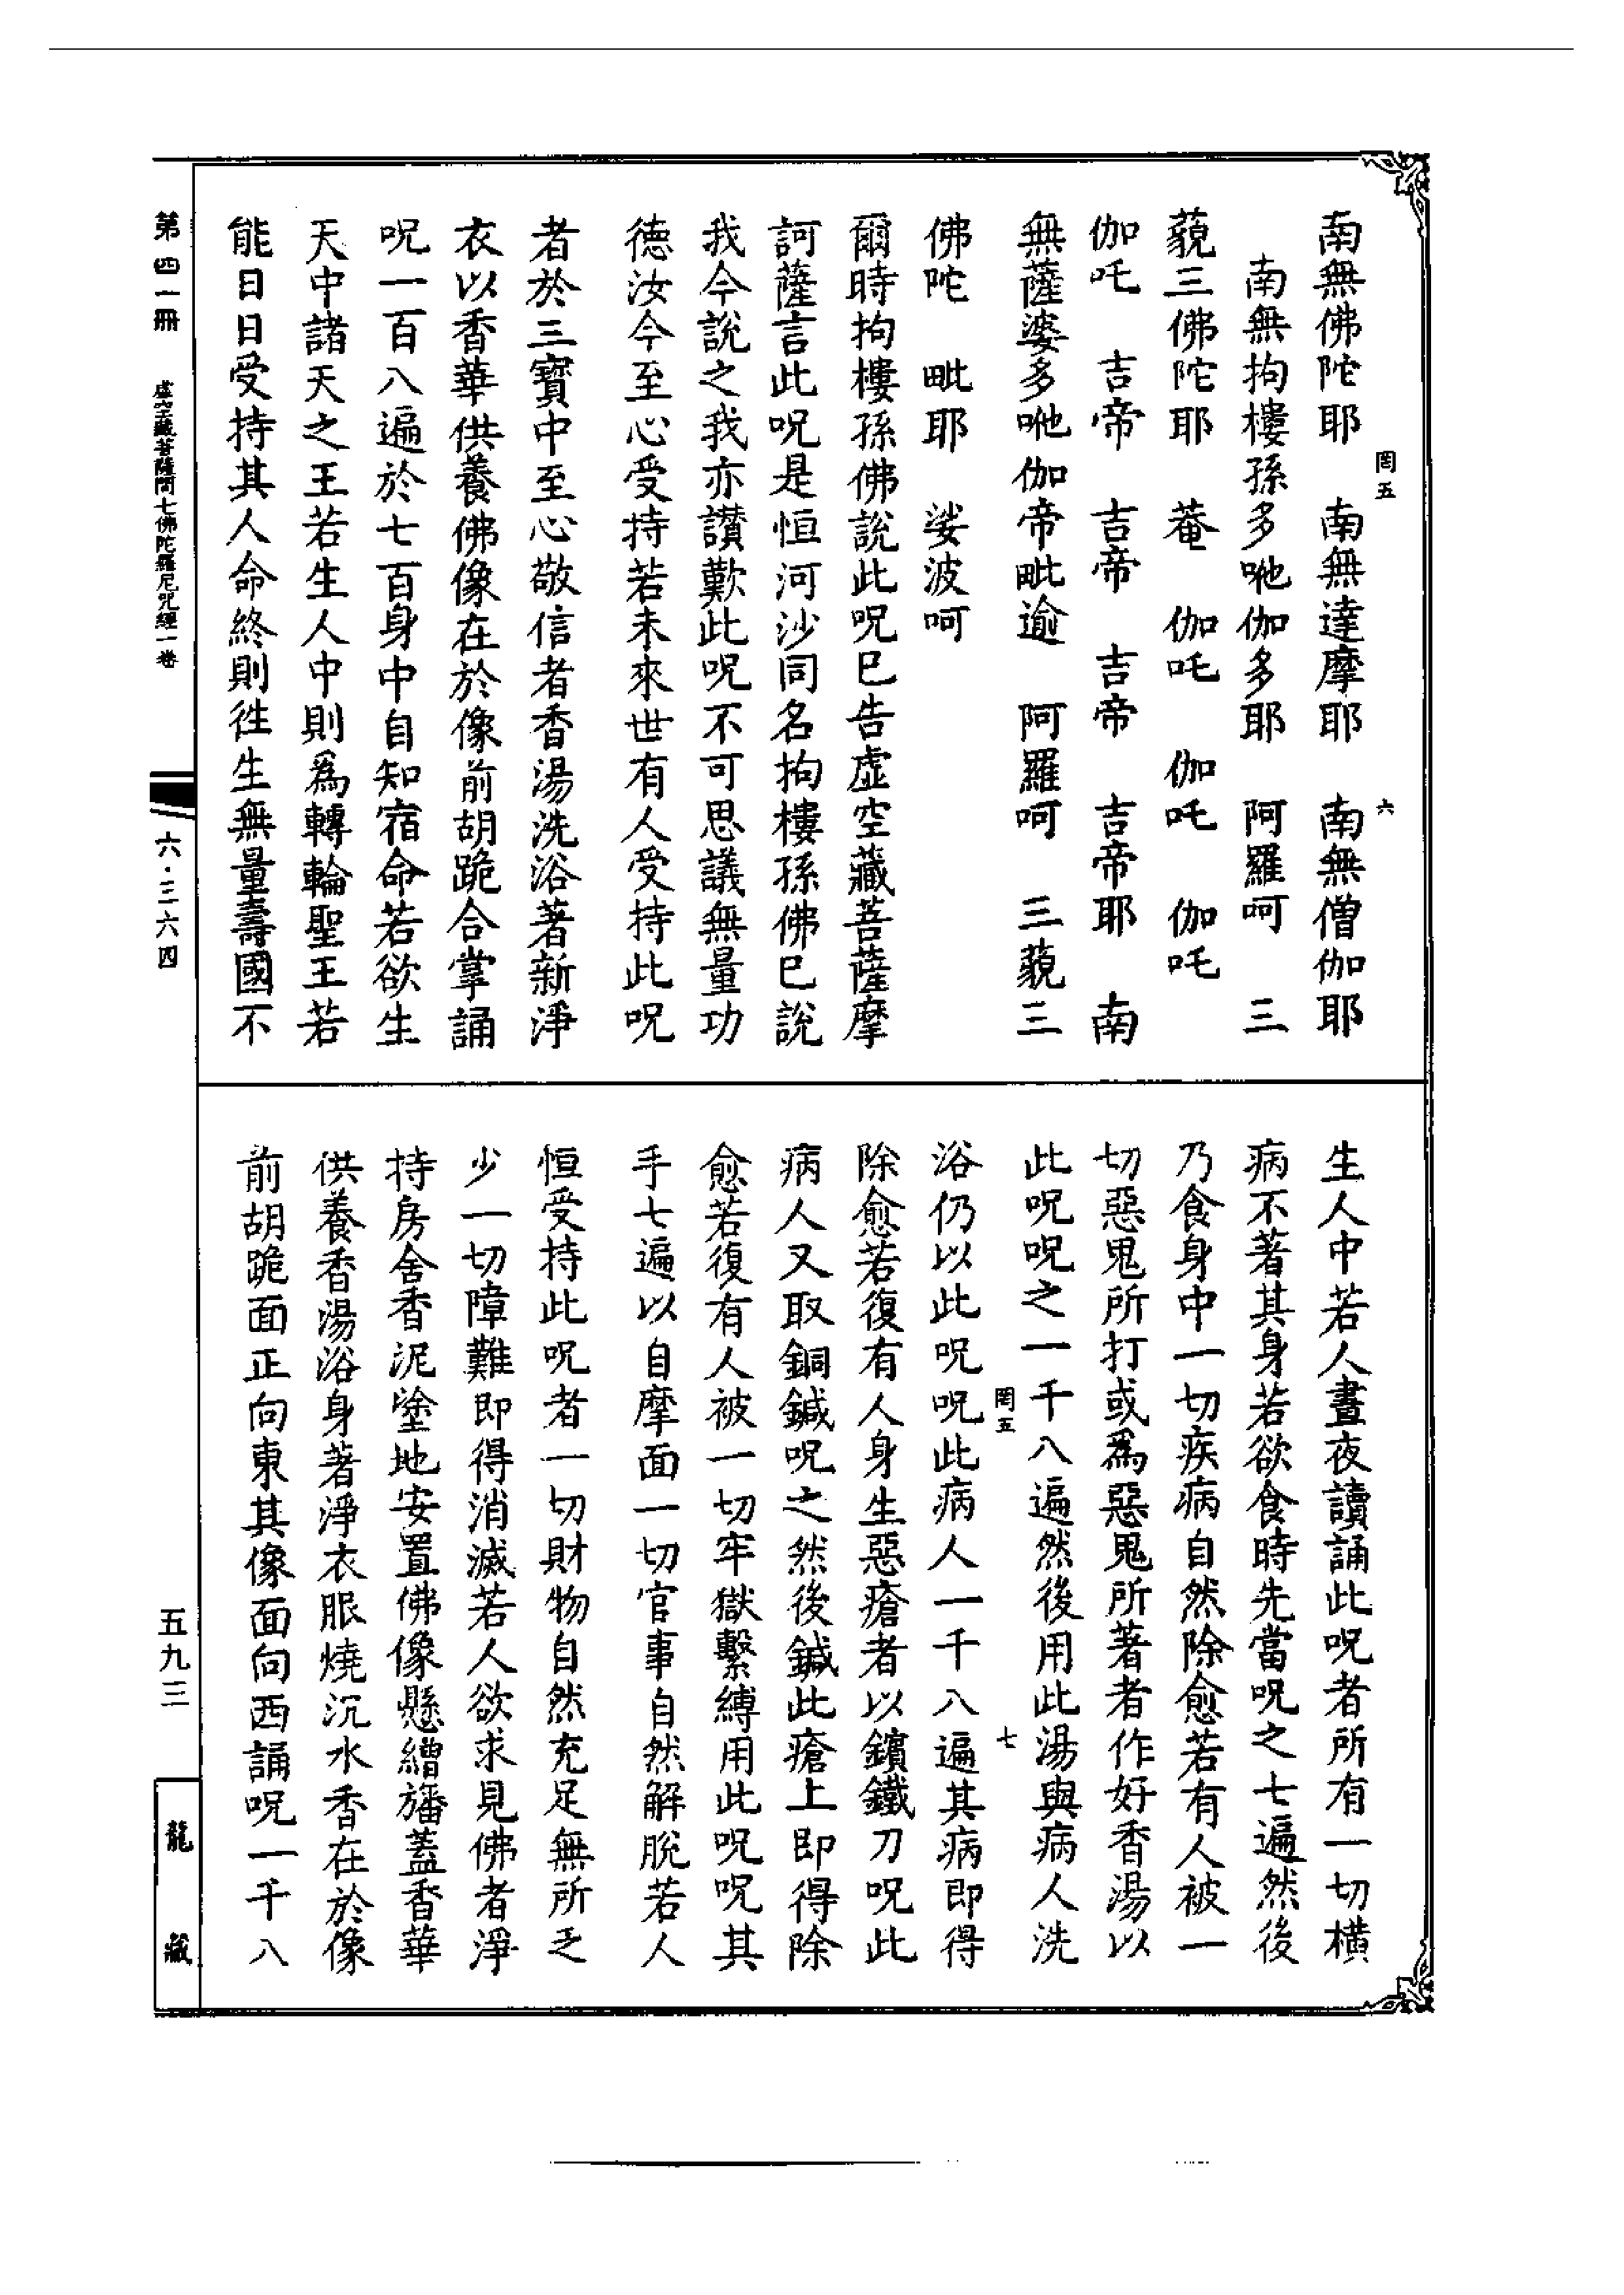 罔五　六
南無佛陀耶　南無達摩耶　南無僧伽耶
南無拘樓孫多咃伽多耶　阿羅呵　三
藐三佛陀耶　菴　伽吒　伽吒　伽吒
伽吒　吉帝　吉帝　吉帝　吉帝耶　南
無薩婆多咃伽帝毗逾　阿羅呵　三藐三
佛陀　毗耶　娑波呵
爾時拘樓孫佛說此呪已告虛空藏菩薩摩
訶薩言此呪是恒河沙同名拘樓孫佛已說
我今說之我亦讚歎此呪不可思議無量功
德汝今至心受持若未來世有人受持此呪
者於三寶中至心敬信者香湯洗浴著新淨
衣以香華供養佛像在於像前胡跪合掌誦
呪一百八遍於七百身中自知宿命若欲生
天中諸天之王若生人中則爲轉輪聖王若
能日日受持其人命終則徃生無量壽國不
生人中若人晝夜讀誦此呪者所有一切橫
病不著其身若欲食時先當呪之七遍然後
乃食身中一切疾病自然除愈若有人被一
切惡鬼所打或爲惡鬼所著者作好香湯以
此呪呪之一千八遍然後用此湯與病人洗
罔五　七
浴仍以此呪呪此病人一千八遍其病即得
除愈若復有人身生惡瘡者以鑌鐵刀呪此
病人又取銅鍼呪之然後鍼此瘡上即得除
愈若復有人被一切牢獄繫縛用此呪呪其
手七遍以自摩面一切官事自然解脫若人
恒受持此呪者一切財物自然充足無所乏
少一切障難即得消滅若人欲求見佛者淨
持房舍香泥塗地安置佛像懸繒旛蓋香華
供養香湯浴身著淨衣服燒沉水香在於像
前胡跪面正向東其像面向西誦呪一千八
第四一冊　虛空藏菩薩問七佛陀羅尼咒經一卷
六・三六四
五九三
龍藏